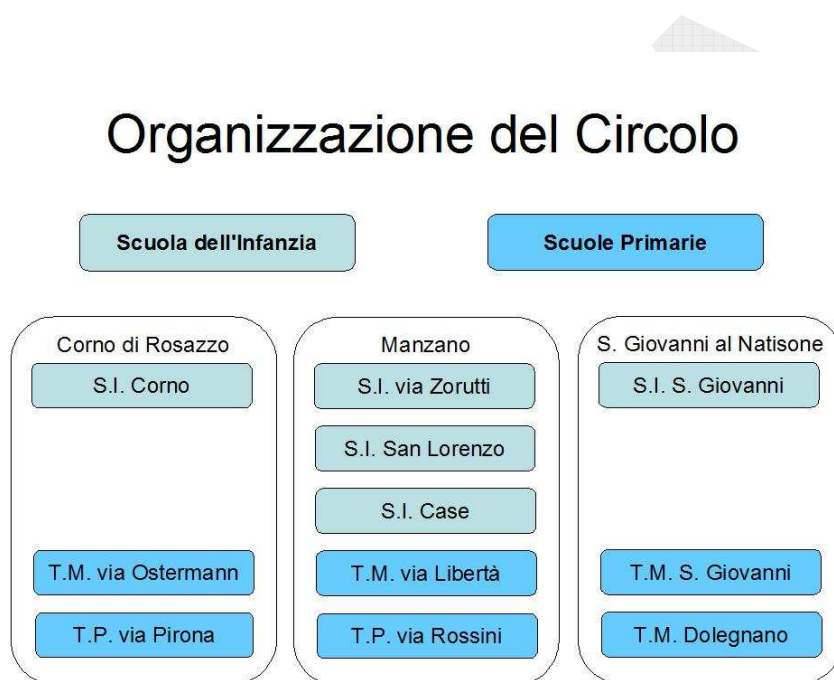 Organizzazione del Circolo
Scuola dell'Infanzia
Scuole Primarie
Corno di Rosazzo
S.I. Corno
T.M. via Ostermann
T.P. via Pirona
Manzano
S.I. via Zorutti
S.I. San Lorenzo
S.I. Case
T.M. via Libertà
T.P. via Rossini
S. Giovanni al Natisone
S.I. S. Giovanni
T.M. S. Giovanni
T.M. Dolegnano